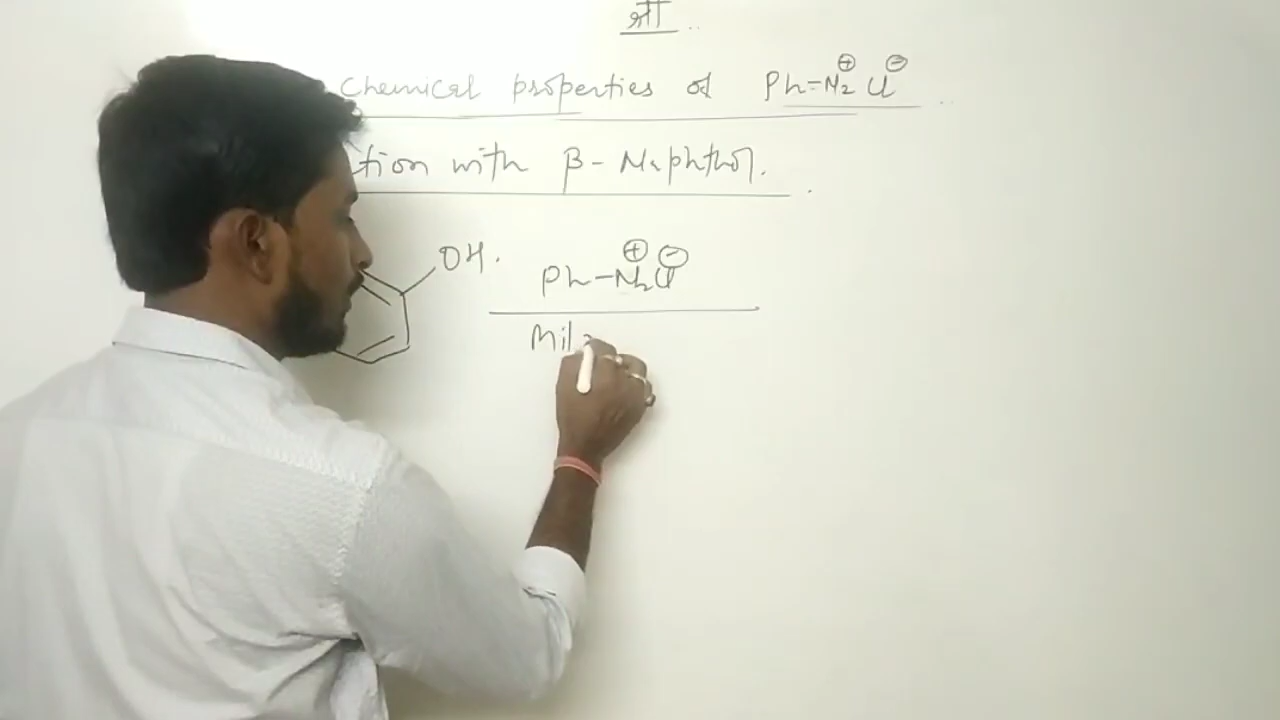 श्री ..
Chemical properties of Ph-N₂⁺ Cl⁻ ..
tion with β- Naphthol. .
OH.
Ph-N₂⁺Cl⁻
Mil